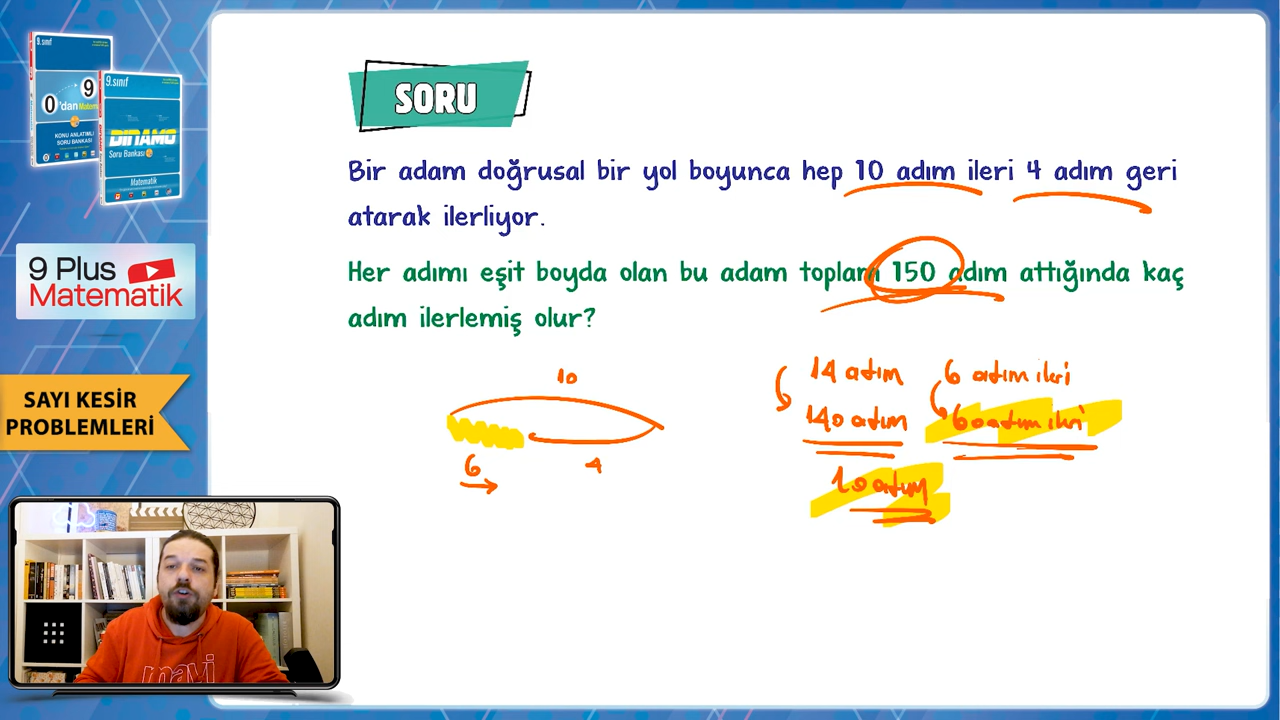 9.sınıf
0'dan 9
Matem
KONU ANLATIMLI
SORU BANKASI
9.sınıf
DİNAMO
Soru Bankası
Matematik
9 Plus
Matematik
SAYI KESİR
PROBLEMLERİ
SORU
Bir adam doğrusal bir yol boyunca hep 10 adım ileri 4 adım geri
atarak ilerliyor.
Her adımı eşit boyda olan bu adam toplam 150 adım attığında kaç
adım ilerlemiş olur?
10
6
4
14 adım 6 adım ileri
140 adım 60 adım ileri
10 adım
mavi